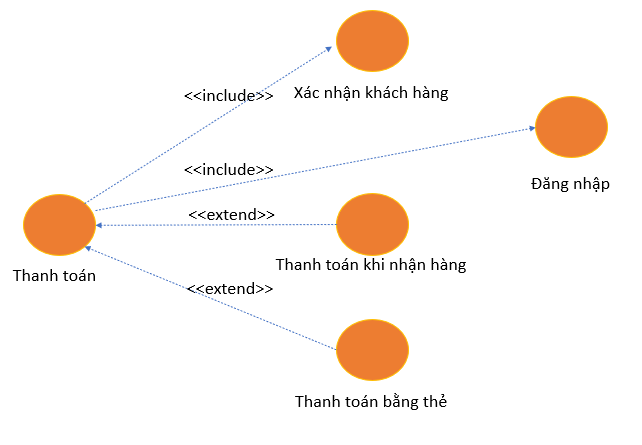 <<include>>
Xác nhận khách hàng
<<include>>
Đăng nhập
<<extend>>
Thanh toán khi nhận hàng
Thanh toán
<<extend>>
Thanh toán bằng thẻ